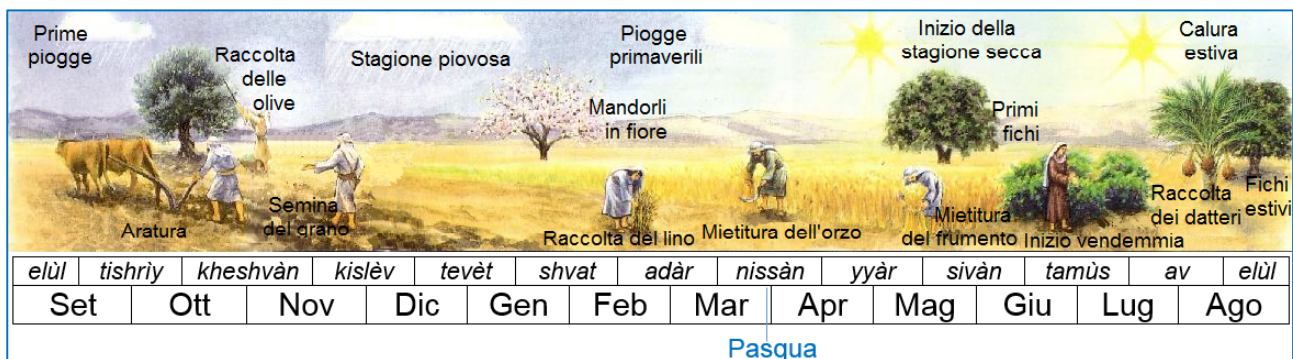 Prime
piogge
Raccolta
delle
olive
Stagione piovosa
Piogge
primaverili
Mandorli
in fiore
Inizio della
stagione secca
Primi
fichi
Calura
estiva
Aratura
Semina
del grano
Raccolta del lino
Mietitura dell'orzo
Mietitura
del frumento
Inizio vendemmia
Raccolta
dei datteri
Fichi
estivi
elùl tishrìy kheshvàn kislèv tevèt shvat adàr nissàn yyàr sivàn tamùs av elùl
Set Ott Nov Dic Gen Feb Mar Apr Mag Giu Lug Ago
Pasqua